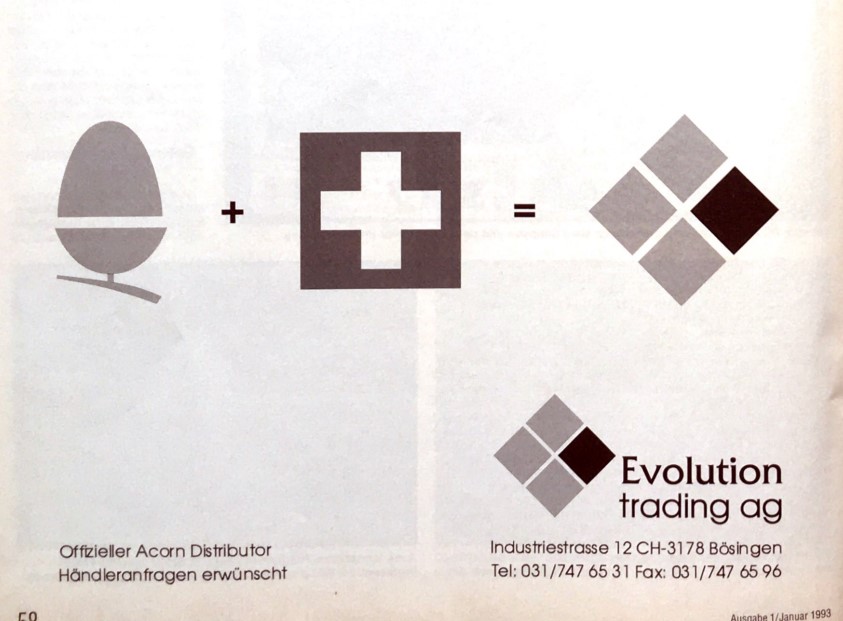 +
=
Evolution
trading ag
Offizieller Acorn Distributor
Händleranfragen erwünscht
Industriestrasse 12 CH-3178 Bösingen
Tel: 031/747 65 31 Fax: 031/747 65 96
Ausgabe 1/Januar 1993